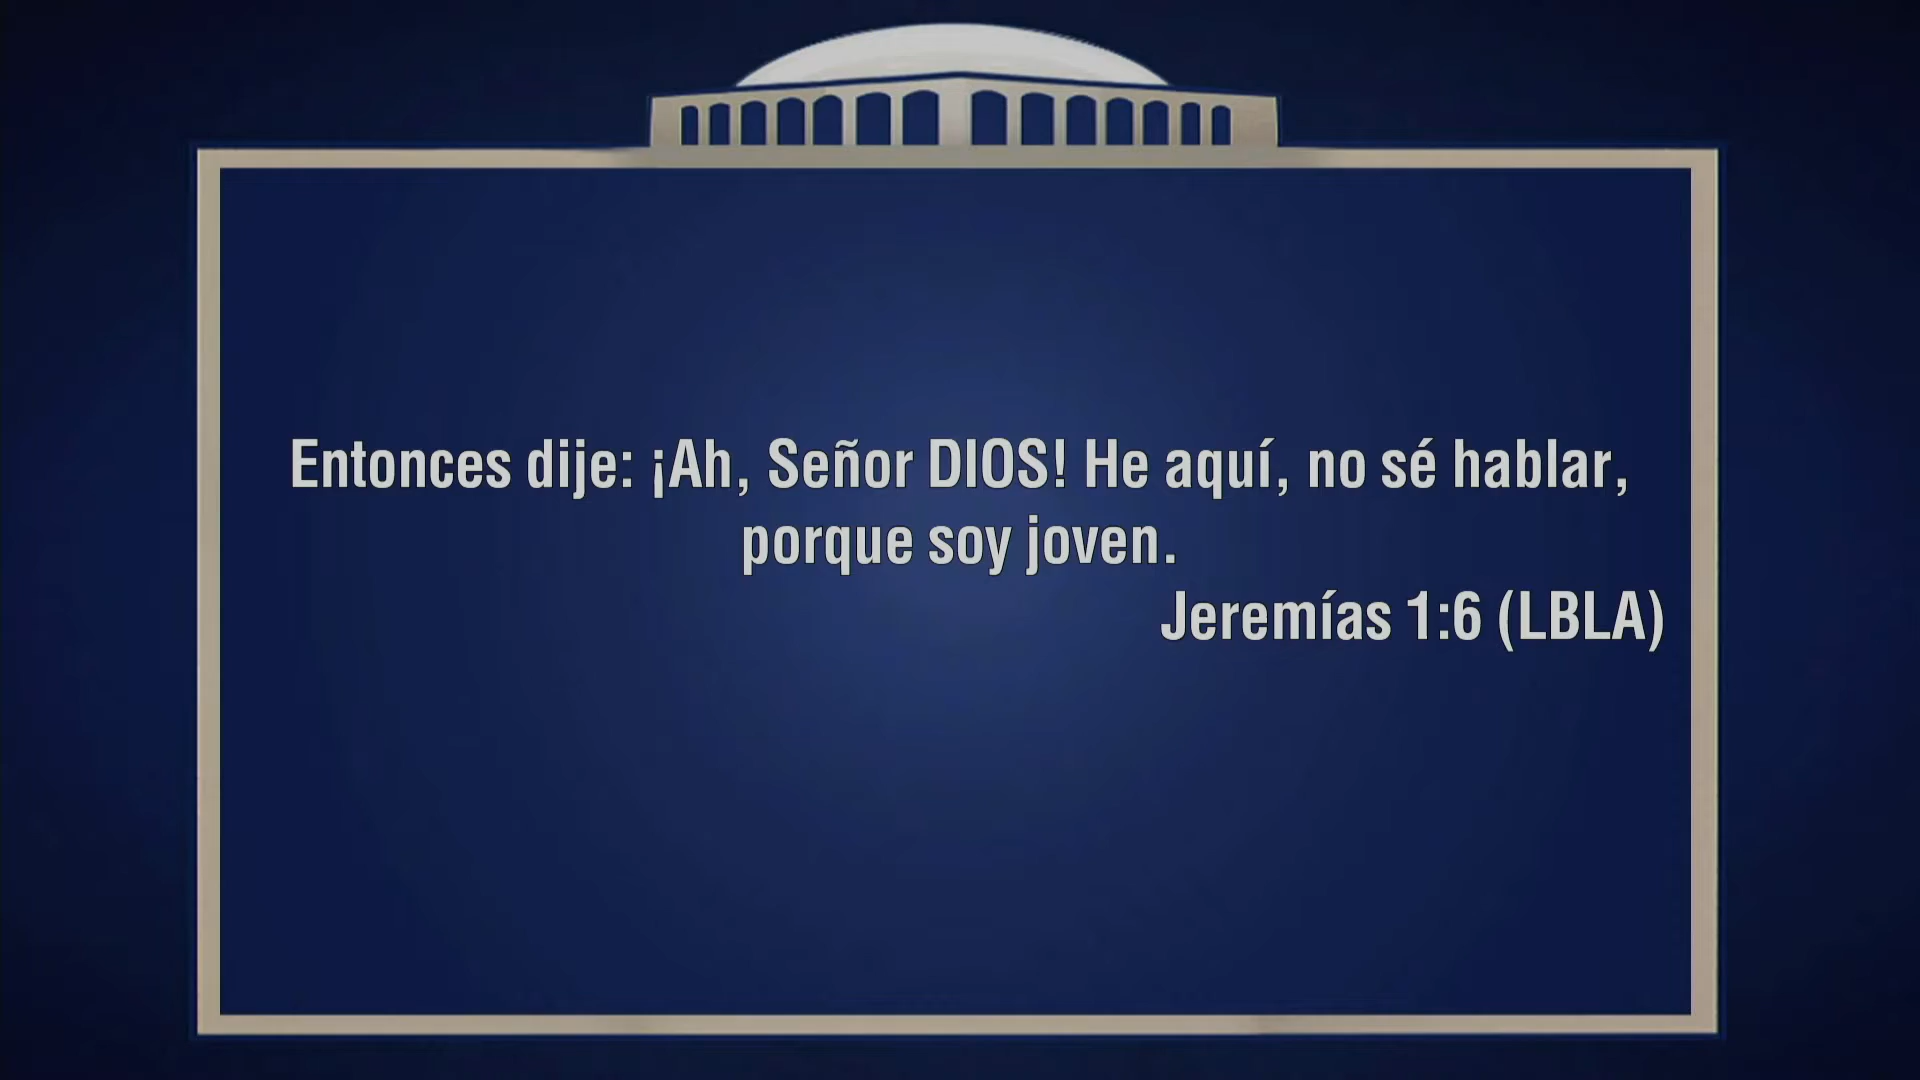 Entonces dije: ¡Ah, Señor DIOS! He aquí, no sé hablar,
porque soy joven.
Jeremías 1:6 (LBLA)